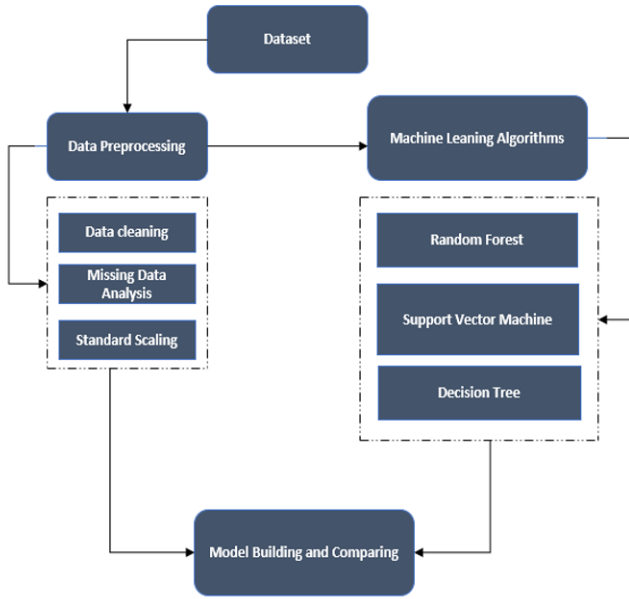 Dataset
Data Preprocessing
Machine Leaning Algorithms
Data cleaning
Missing Data
Analysis
Standard Scaling
Random Forest
Support Vector Machine
Decision Tree
Model Building and Comparing